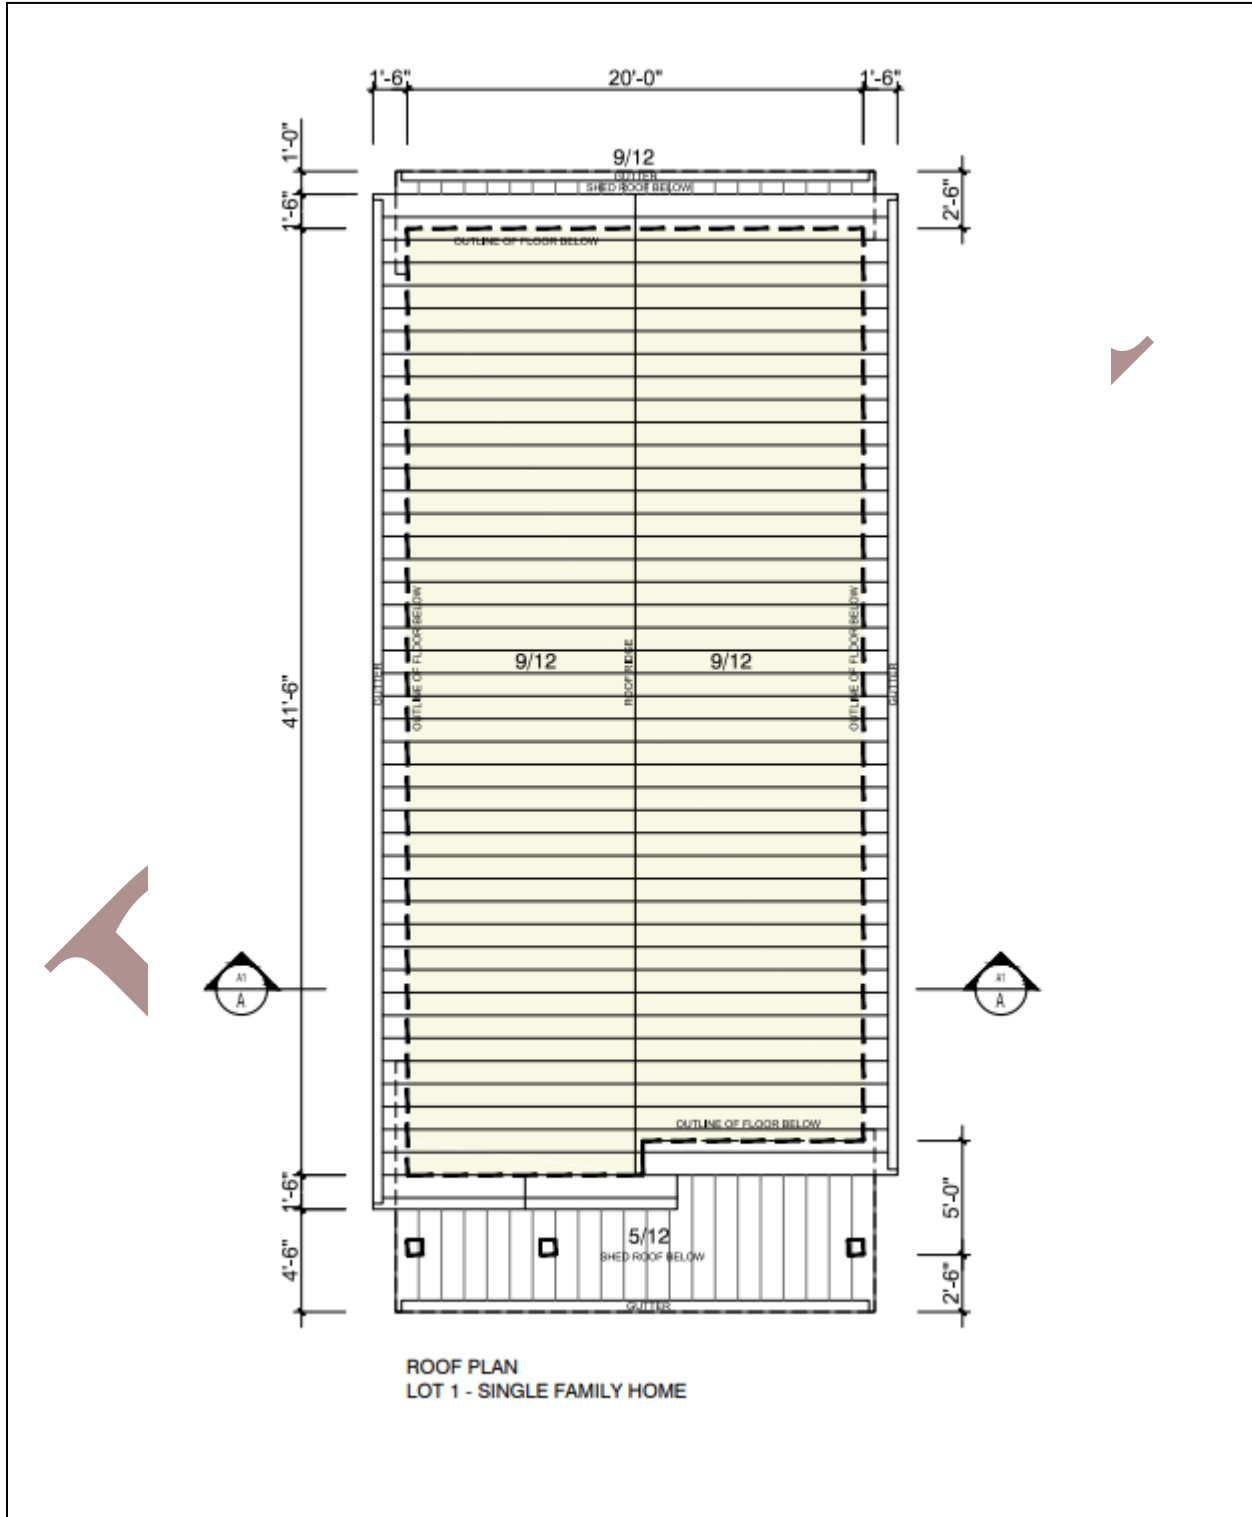 1'-6" 20'-0" 1'-6"
1'-0"
9/12
GUTTER
SHED ROOF BELOW
1'-6"
2'-6"
OUTLINE OF FLOOR BELOW
OUTLINE OF FLOOR BELOW
OUTLINE OF FLOOR BELOW
9/12
ROOF RIDGE
9/12
GUTTER
GUTTER
41'-6"
A1
A
A1
A
OUTLINE OF FLOOR BELOW
1'-6"
5'-0"
5/12
SHED ROOF BELOW
4'-6"
2'-6"
GUTTER
ROOF PLAN
LOT 1 - SINGLE FAMILY HOME